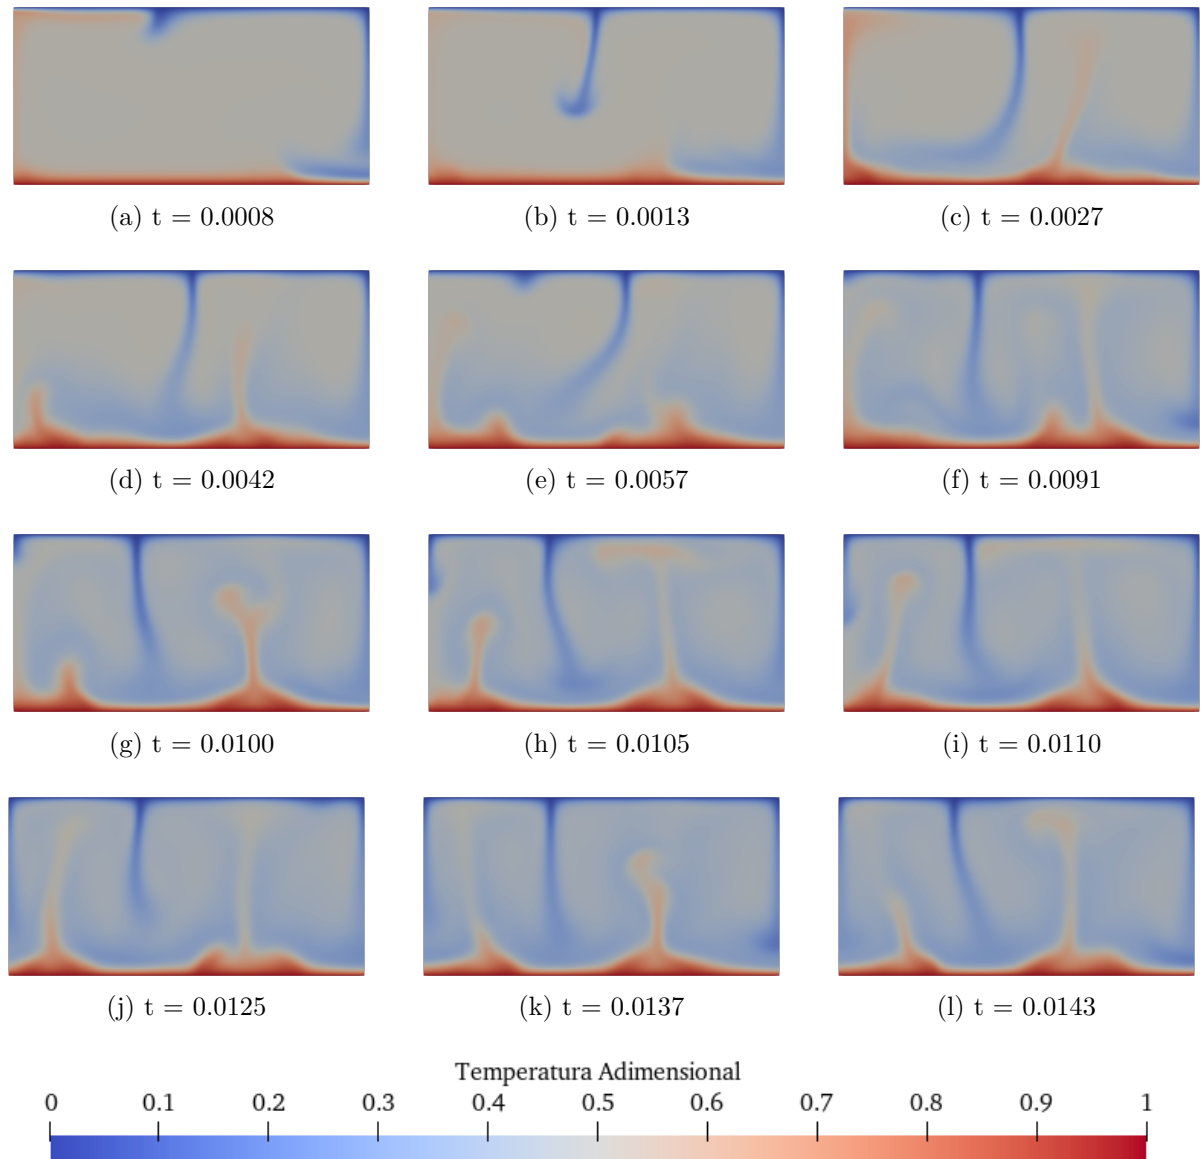 (a) t = 0.0008 (b) t = 0.0013 (c) t = 0.0027
(d) t = 0.0042 (e) t = 0.0057 (f) t = 0.0091
(g) t = 0.0100 (h) t = 0.0105 (i) t = 0.0110
(j) t = 0.0125 (k) t = 0.0137 (l) t = 0.0143
Temperatura Adimensional
0 0.1 0.2 0.3 0.4 0.5 0.6 0.7 0.8 0.9 1